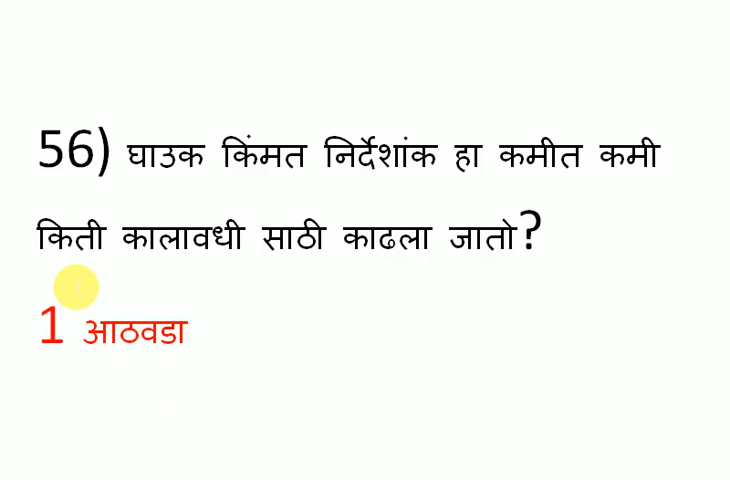 56) घाउक किंमत निर्देशांक हा कमीत कमी
किती कालावधी साठी काढला जातो?
1 आठवडा